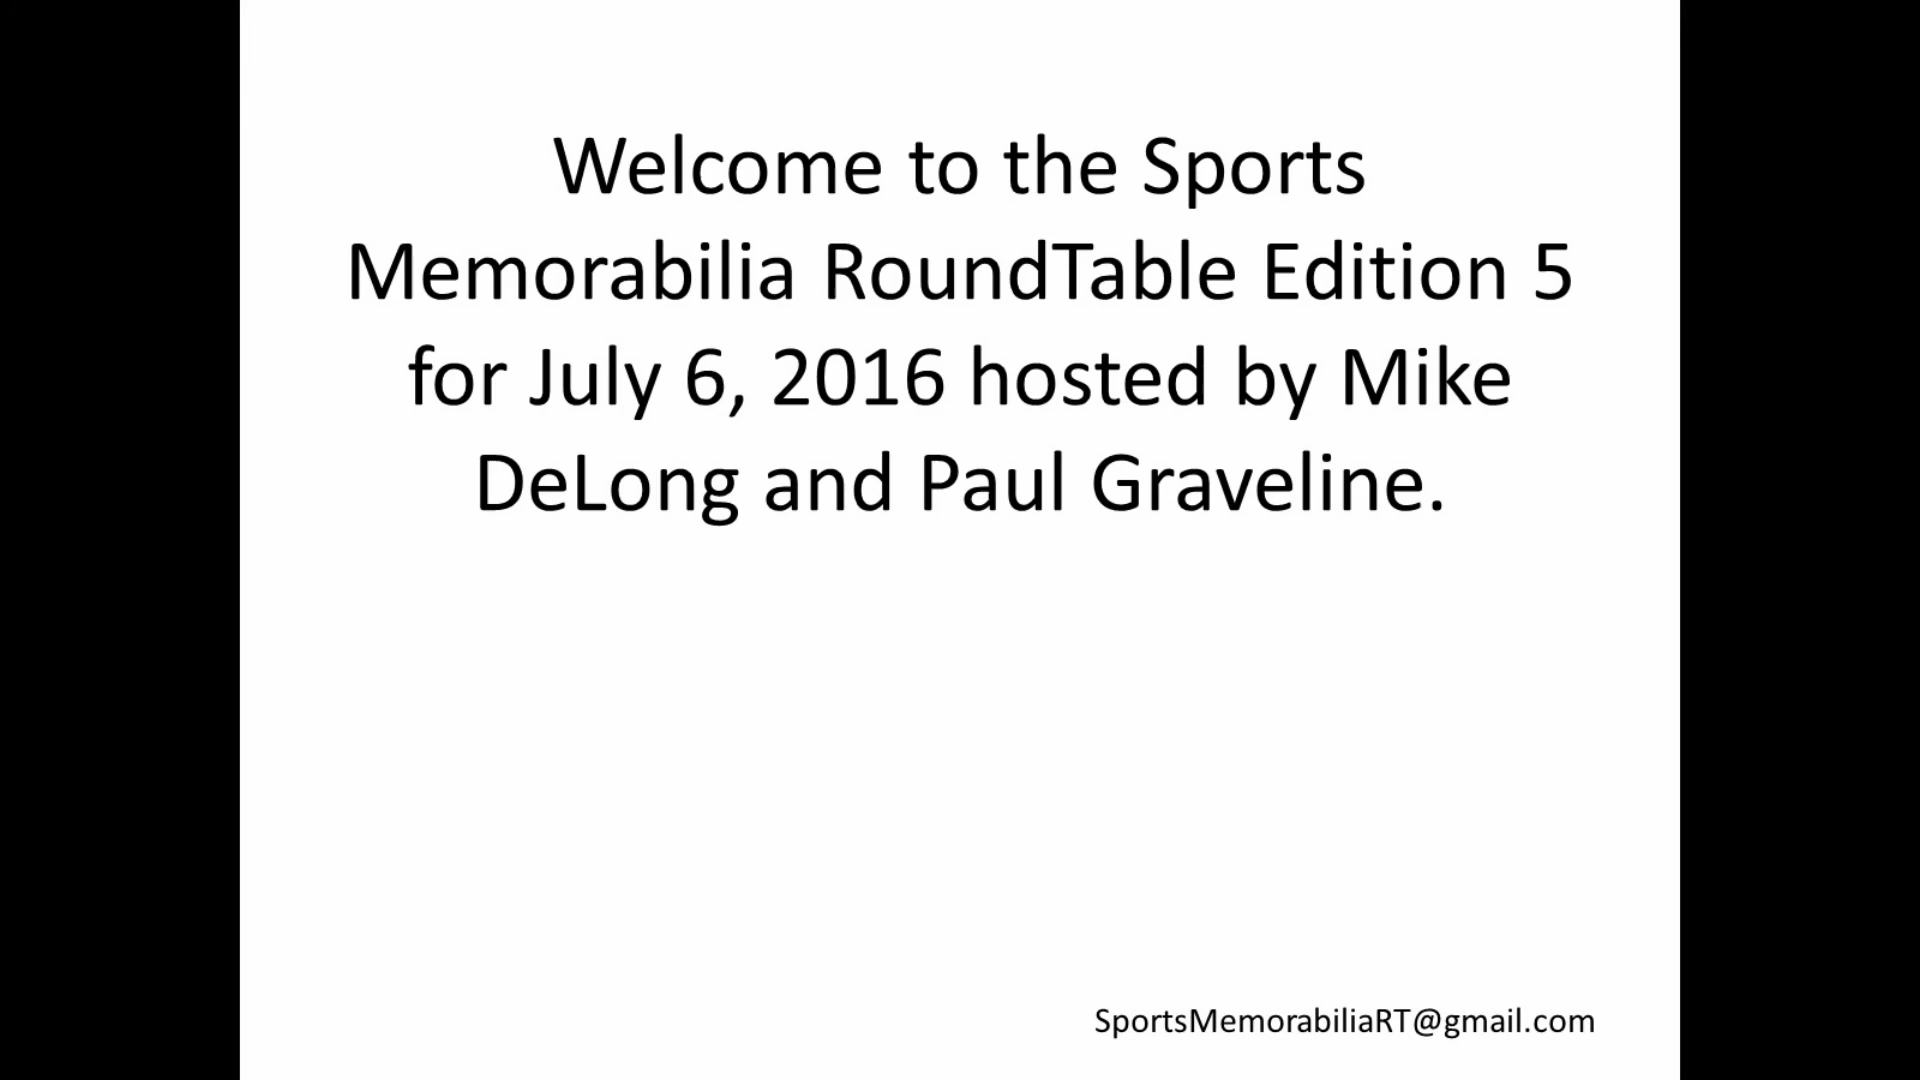 Welcome to the Sports
Memorabilia RoundTable Edition 5
for July 6, 2016 hosted by Mike
DeLong and Paul Graveline.
SportsMemorabiliaRT@gmail.com